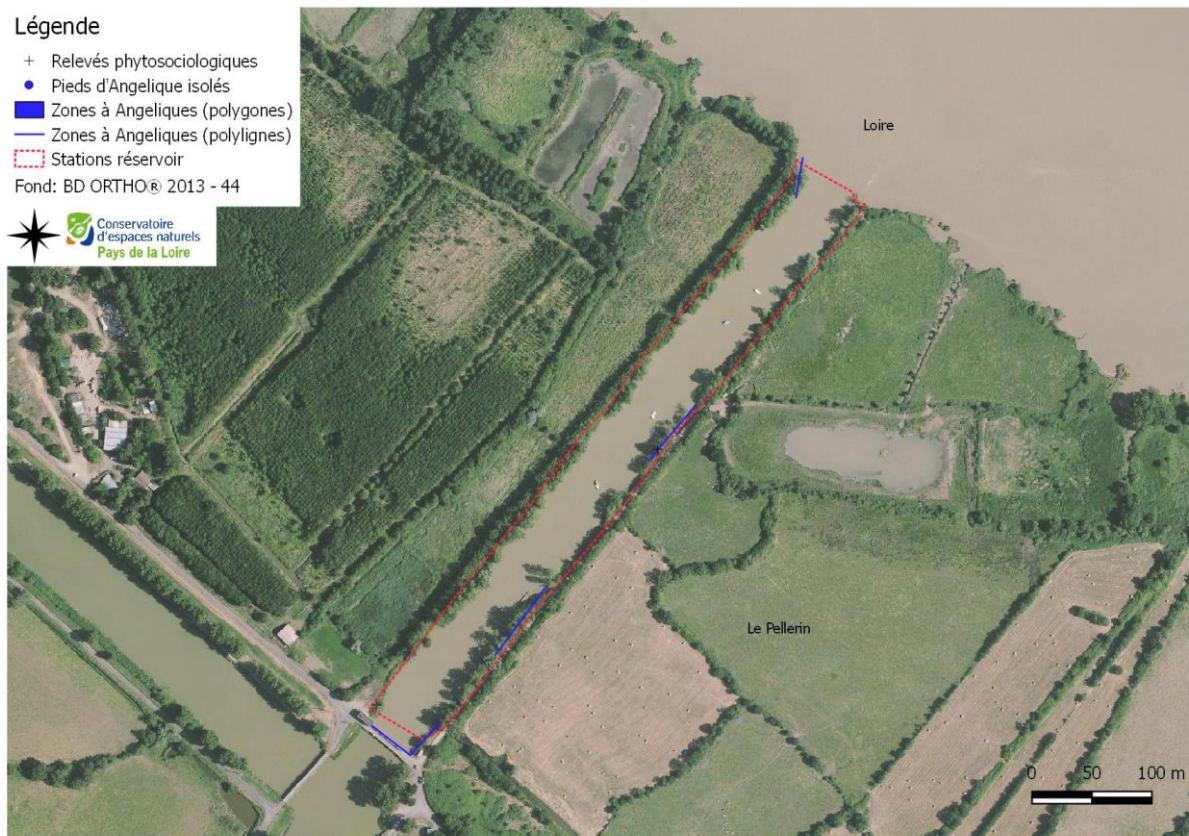 Légende
Relevés phytosociologiques
Pieds d'Angelique isolés
Zones à Angeliques (polygones)
Zones à Angeliques (polylignes)
Stations réservoir
Fond: BD ORTHO® 2013 - 44
Conservatoire
d'espaces naturels
Pays de la Loire
Loire
Le Pellerin
0 50 100 m